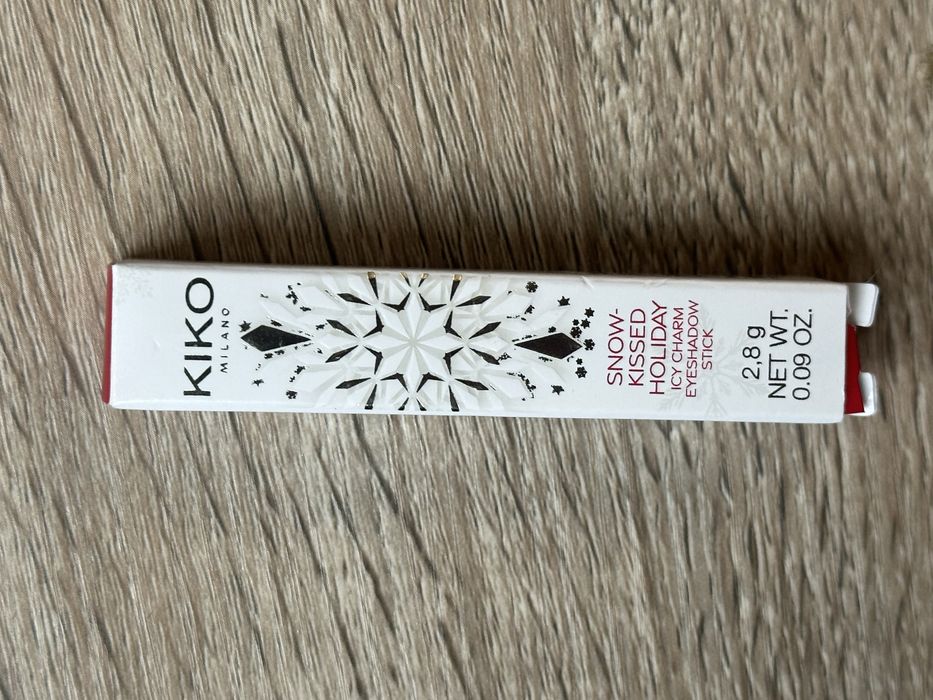 KIKO
MILANO
SNOW-
KISSED
HOLIDAY
ICY CHARM
EYESHADOW
STICK
2,8 g
NET WT.
0.09 OZ.